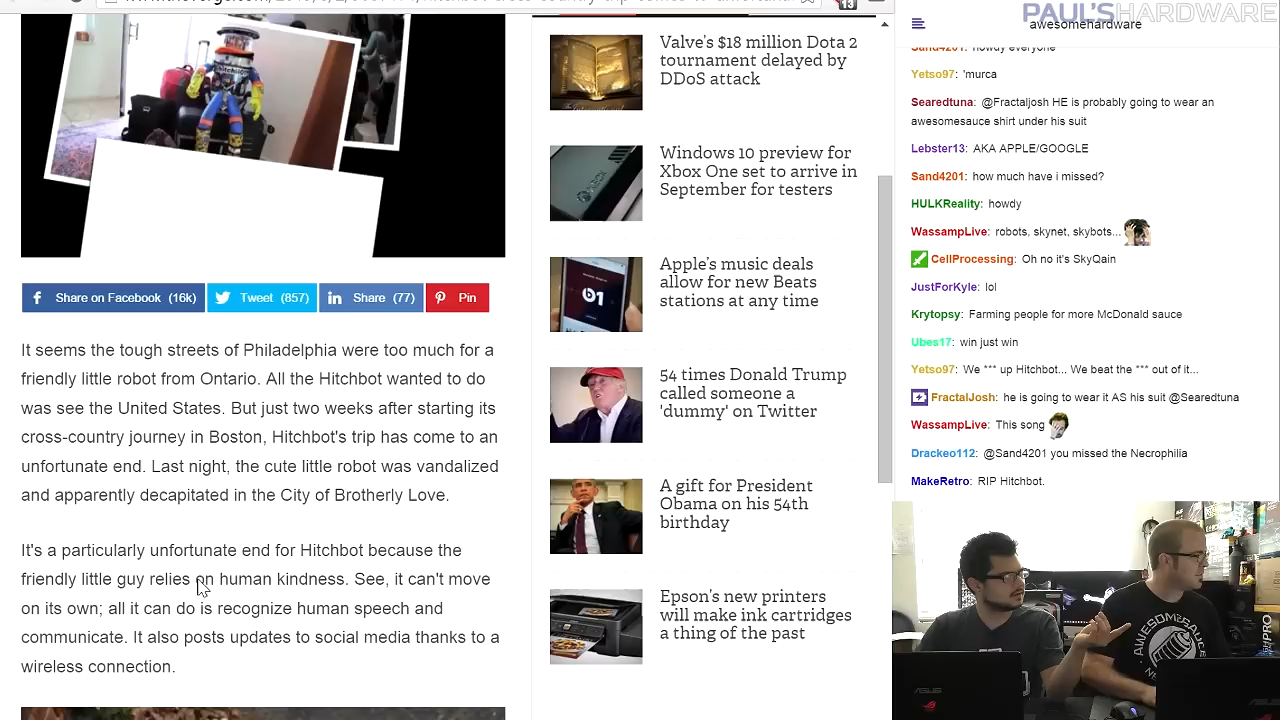 PAUL'SHARDWARE
awesomehardware
13
hitchBOT
Valve's $18 million Dota 2
tournament delayed by
DDoS attack
Windows 10 preview for
Xbox One set to arrive in
September for testers
Apple's music deals
allow for new Beats
stations at any time
54 times Donald Trump
called someone a
'dummy' on Twitter
A gift for President
Obama on his 54th
birthday
Epson's new printers
will make ink cartridges
a thing of the past
Share on Facebook (16k)
Tweet (857)
Share (77)
Pin
It seems the tough streets of Philadelphia were too much for a
friendly little robot from Ontario. All the Hitchbot wanted to do
was see the United States. But just two weeks after starting its
cross-country journey in Boston, Hitchbot's trip has come to an
unfortunate end. Last night, the cute little robot was vandalized
and apparently decapitated in the City of Brotherly Love.
It's a particularly unfortunate end for Hitchbot because the
friendly little guy relies on human kindness. See, it can't move
on its own; all it can do is recognize human speech and
communicate. It also posts updates to social media thanks to a
wireless connection.
Sand4201: howdy everyone
Yetso97: 'murca
Searedtuna: @Fractaljosh HE is probably going to wear an
awesomesauce shirt under his suit
Lebster13: AKA APPLE/GOOGLE
Sand4201: how much have i missed?
HULKReality: howdy
WassampLive: robots, skynet, skybots...
CellProcessing: Oh no it's SkyQain
JustForKyle: lol
Krytopsy: Farming people for more McDonald sauce
Ubes17: win just win
Yetso97: We *** up Hitchbot... We beat the *** out of it...
FractalJosh: he is going to wear it AS his suit @Searedtuna
WassampLive: This song
Drackeo112: @Sand4201 you missed the Necrophilia
MakeRetro: RIP Hitchbot.
ASUS
ASUS